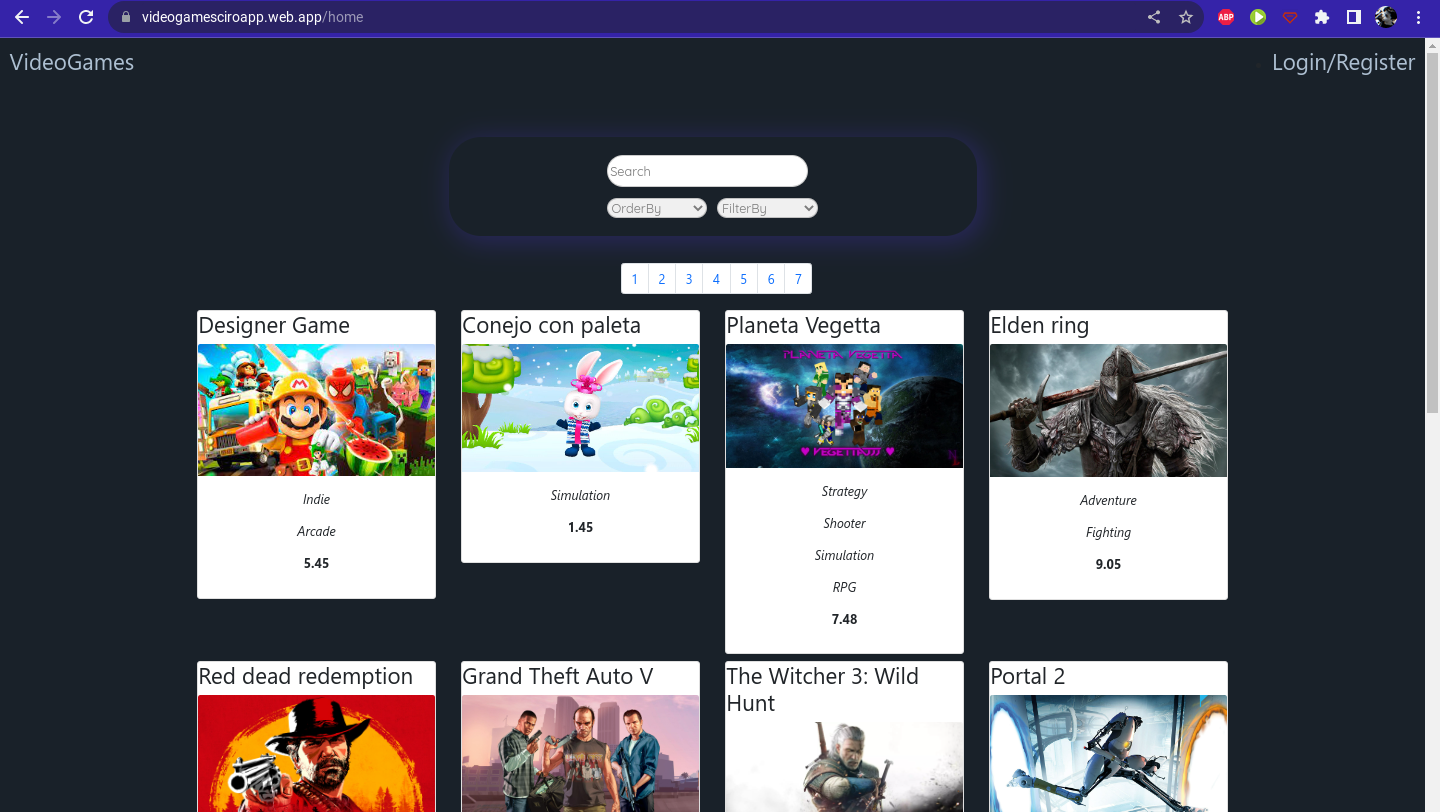 videogamesciroapp.web.app/home
ABP
VideoGames
Login/Register
Search
OrderBy
FilterBy
1 2 3 4 5 6 7
Designer Game
Conejo con paleta
Planeta Vegetta
Elden ring
M
PLANETA VEGETTA
♥ VEGETTA777 ♥
Indie
Arcade
5.45
Simulation
1.45
Strategy
Shooter
Simulation
RPG
7.48
Adventure
Fighting
9.05
Red dead redemption
Grand Theft Auto V
The Witcher 3: Wild
Hunt
Portal 2